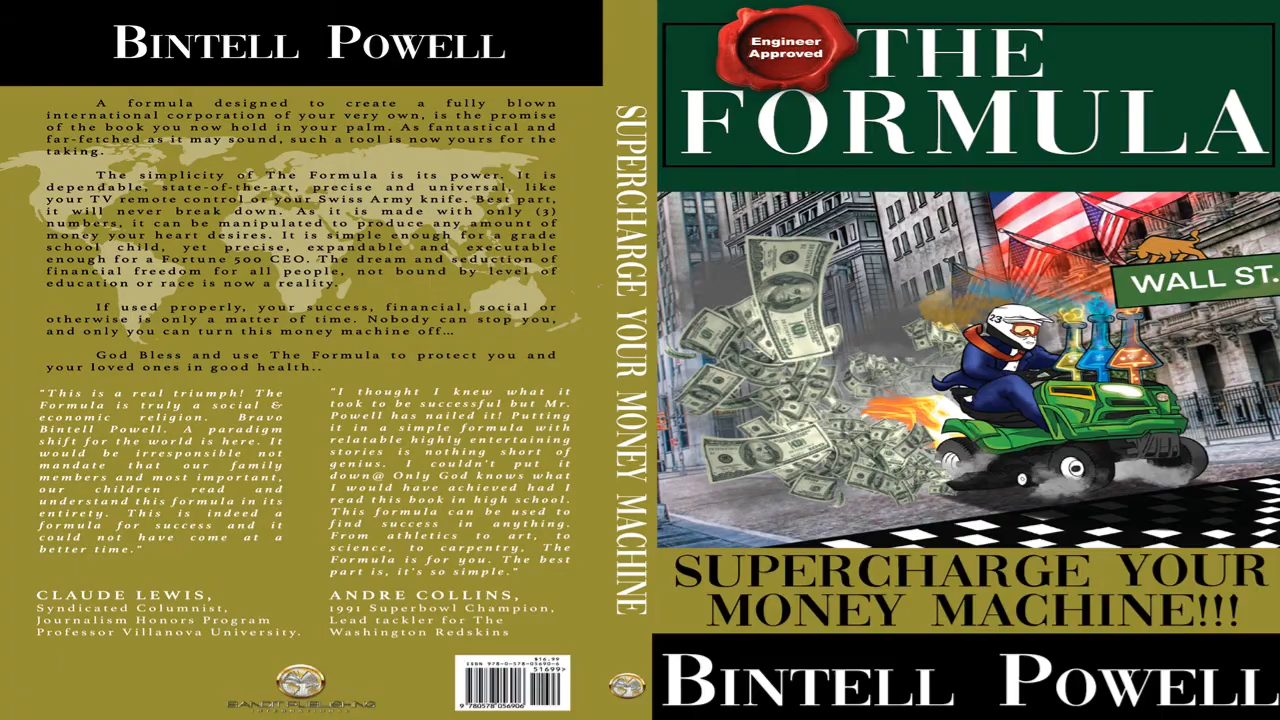 BINTELL POWELL
A formula designed to create a fully blown
international corporation of your very own, is the promise
of the book you now hold in your palm. As fantastical and
far-fetched as it may sound, such a tool is now yours for the
taking.
The simplicity of The Formula is its power. It is
dependable, state-of-the-art, precise and universal, like
your TV remote control or your Swiss Army knife. Best part,
it will never break down. As it is made with only (3)
numbers, it can be manipulated to produce any amount of
money your heart desires. It is simple enough for a grade
school child, yet precise, expandable and executable
enough for a Fortune 500 CEO. The dream and seduction of
financial freedom for all people, not bound by level of
education or race is now a reality.
If used properly, your success, financial, social or
otherwise is only a matter of time. Nobody can stop you,
and only you can turn this money machine off...
God Bless and use The Formula to protect you and
your loved ones in good health..
"This is a real triumph! The
Formula is truly a social &
economic religion. Bravo
Bintell Powell. A paradigm
shift for the world is here. It
would be irresponsible not
mandate that our family
members and most important,
our children read and
understand this formula in its
entirety. This is indeed a
formula for success and it
could not have come at a
better time."
CLAUDE LEWIS,
Syndicated Columnist,
Journalism Honors Program
Professor Villanova University.
"I thought I knew what it
took to be successful but Mr.
Powell has nailed it! Putting
it in a simple formula with
relatable highly entertaining
stories is nothing short of
genius. I couldn't put it
down@ Only God knows what
I would have achieved had I
read this book in high school.
This formula can be used to
find success in anything.
From athletics to art, to
science, to carpentry, The
Formula is for you. The best
part is, it's so simple."
ANDRE COLLINS,
1991 Superbowl Champion,
Lead tackler for The
Washington Redskins
BANDIT PUBLISHING
INTERNATIONAL
$16.99
ISBN 978-0-578-05690-6
51699>
9 780578 056906
SUPERCHARGE YOUR MONEY MACHINE
Engineer
Approved
THE
FORMULA
WALL ST.
23
SUPERCHARGE YOUR
MONEY MACHINE!!!
BINTELL POWELL